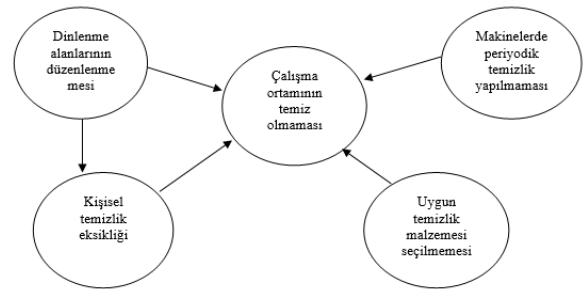 Dinlenme
alanlarının
düzenlenme
mesi
Çalışma
ortamının
temiz
olmaması
Makinelerde
periyodik
temizlik
yapılmaması
Kişisel
temizlik
eksikliği
Uygun
temizlik
malzemesi
seçilmemesi